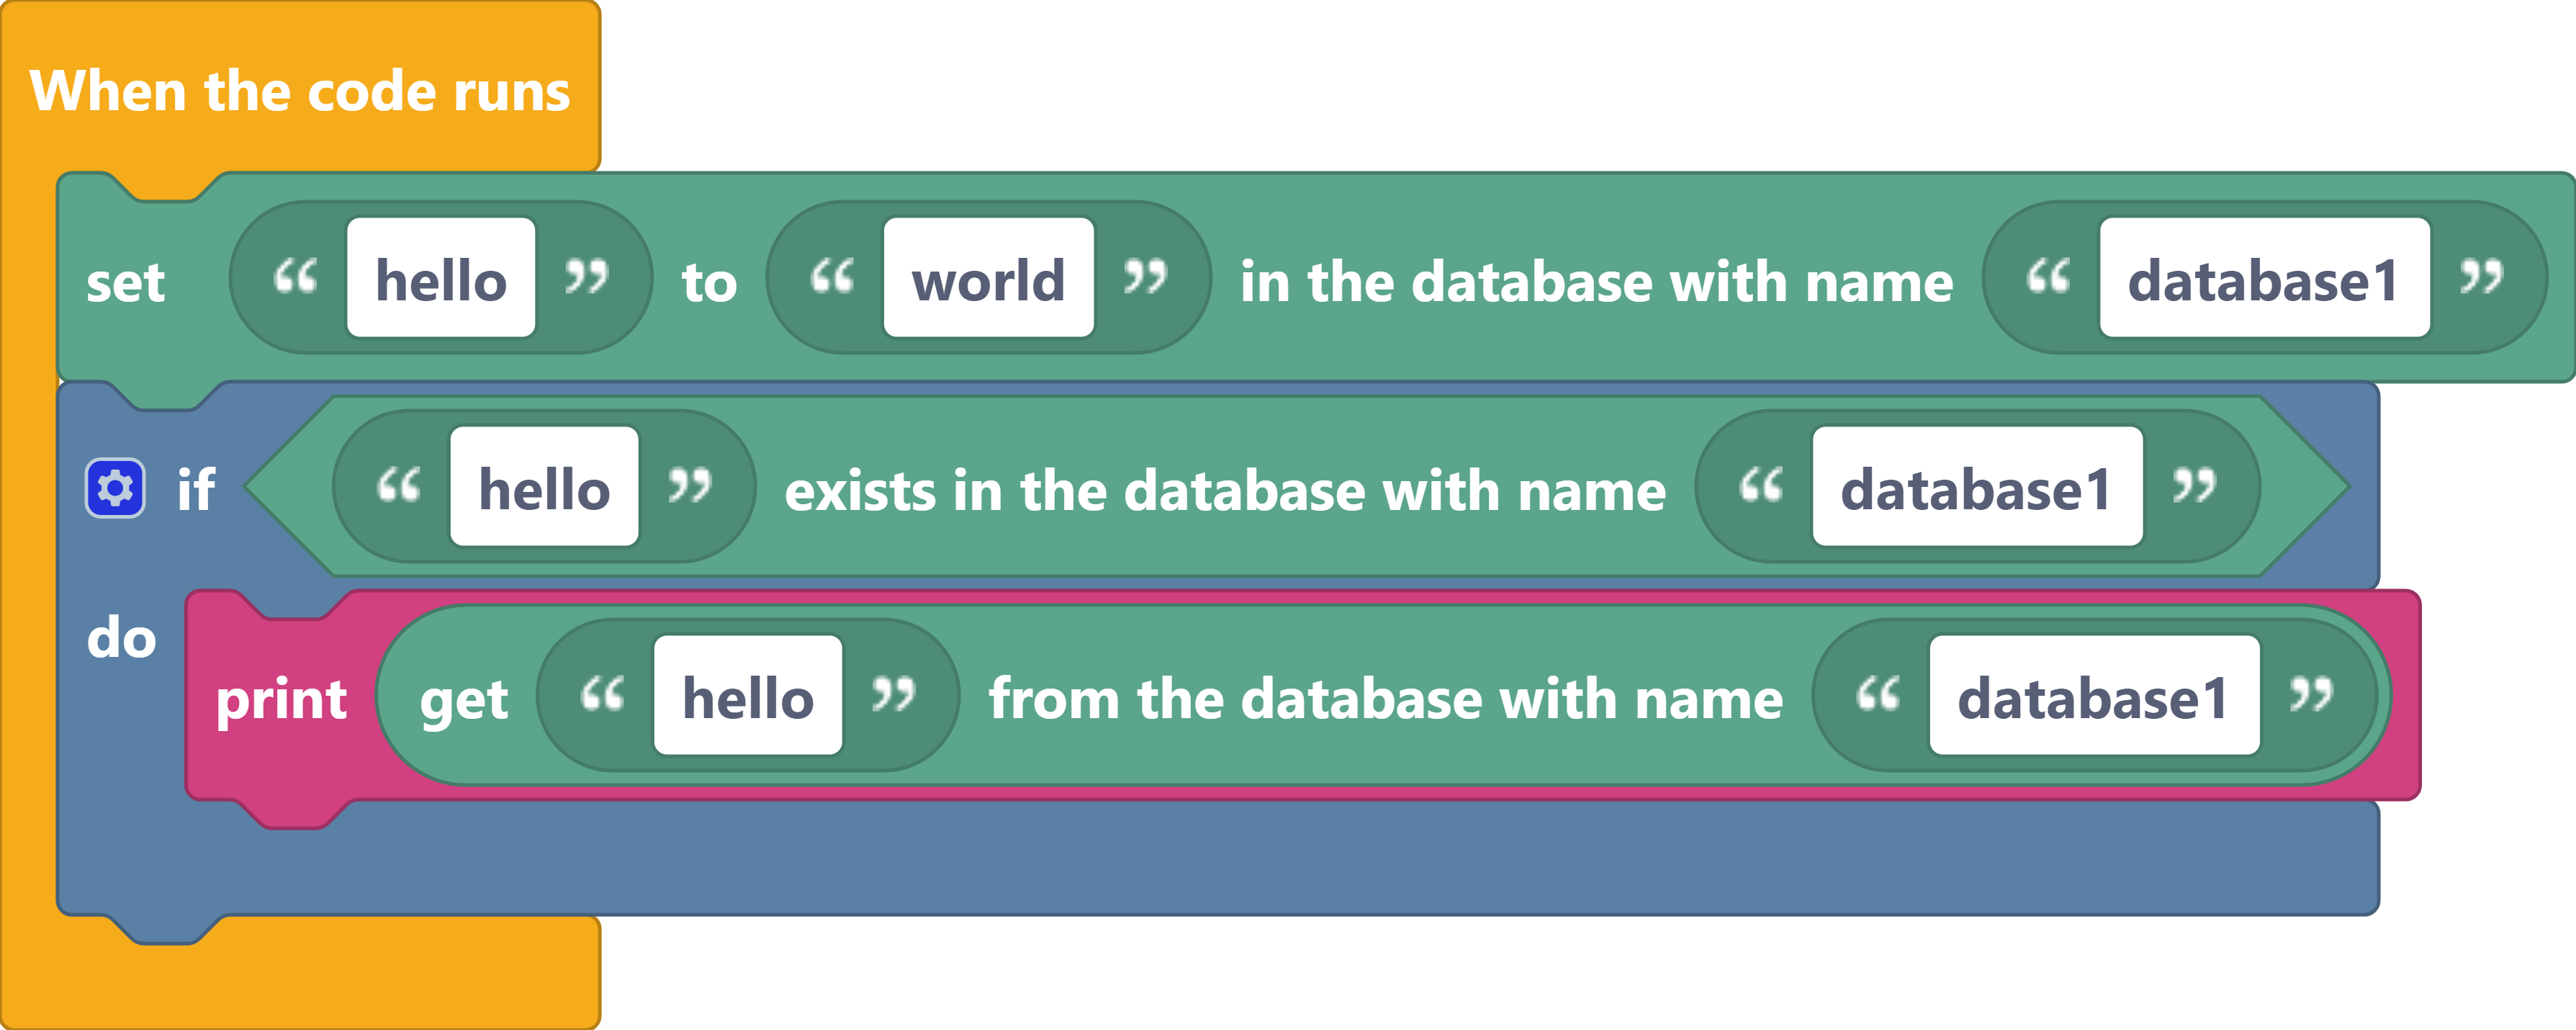 When the code runs
set “ hello ” to “ world ” in the database with name “ database1 ”
if “ hello ” exists in the database with name “ database1 ”
do
print get “ hello ” from the database with name “ database1 ”